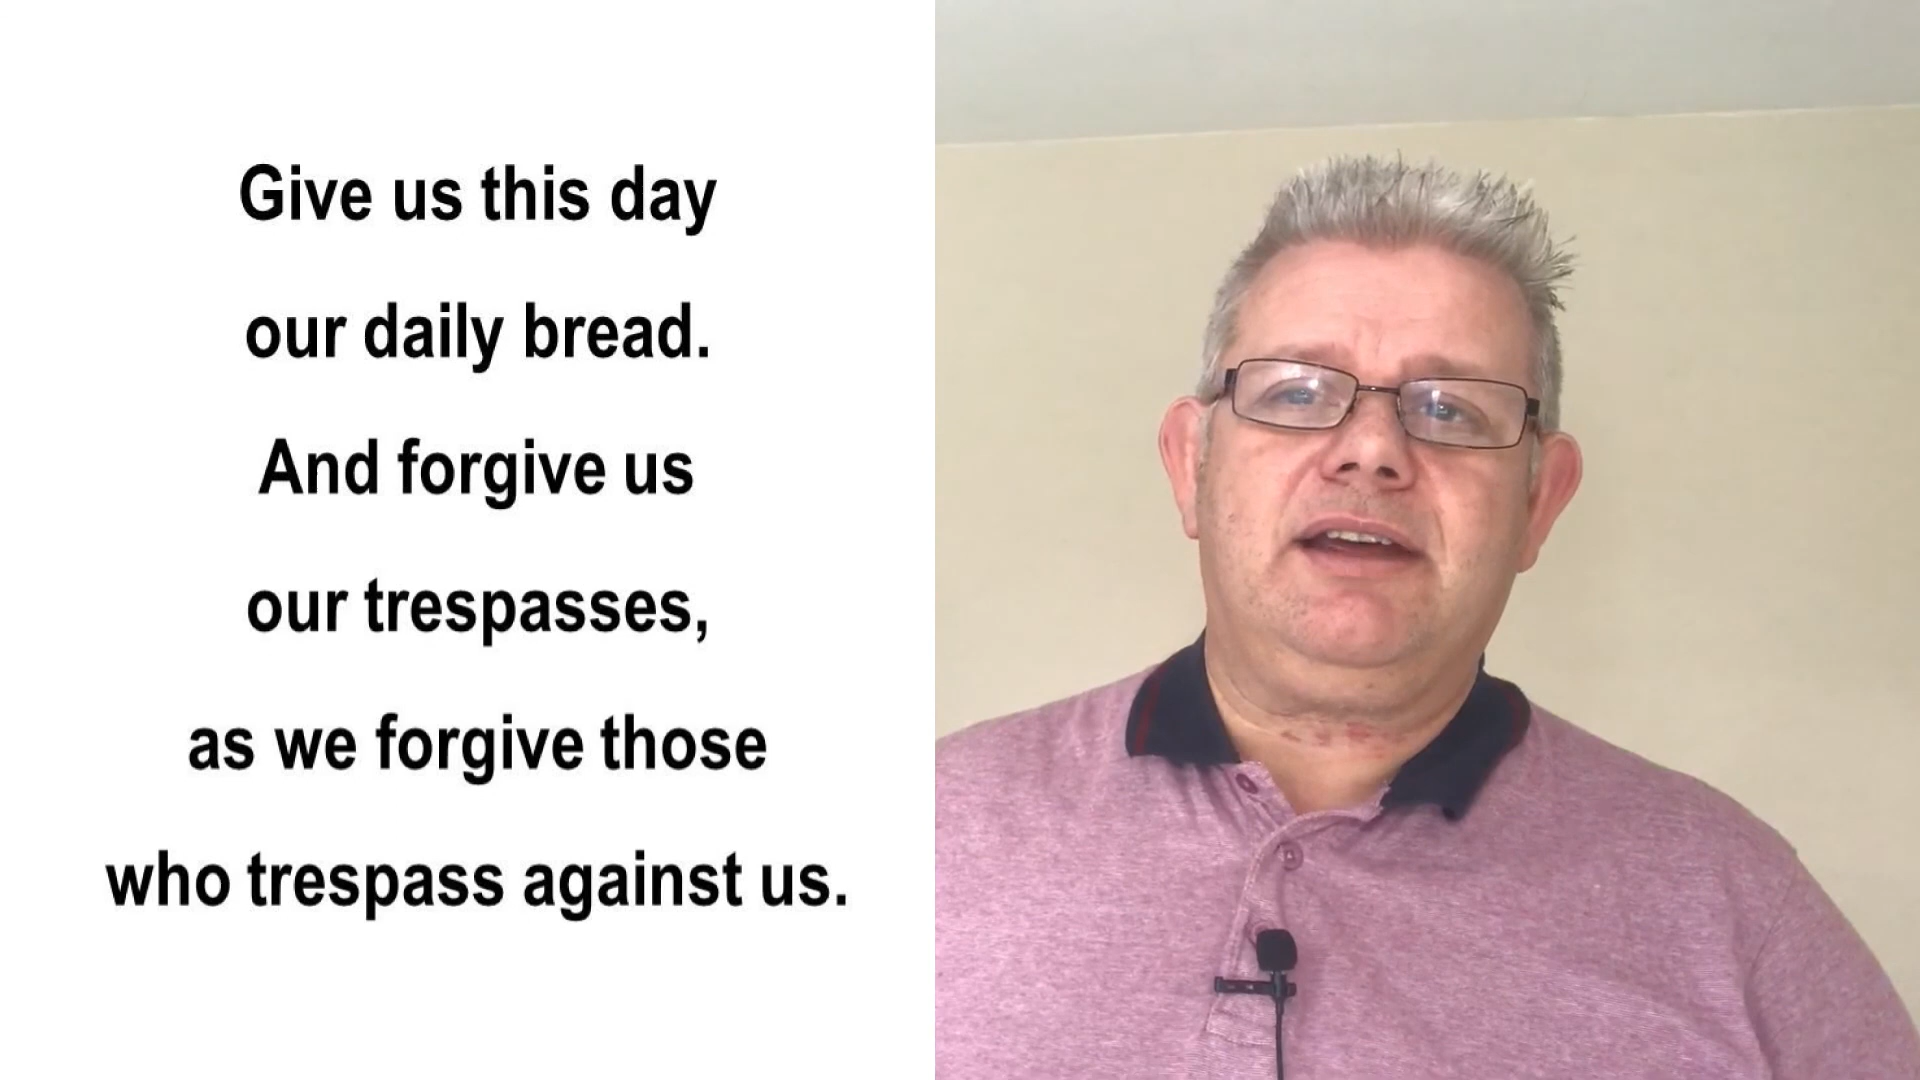 Give us this day
our daily bread.
And forgive us
our trespasses,
as we forgive those
who trespass against us.